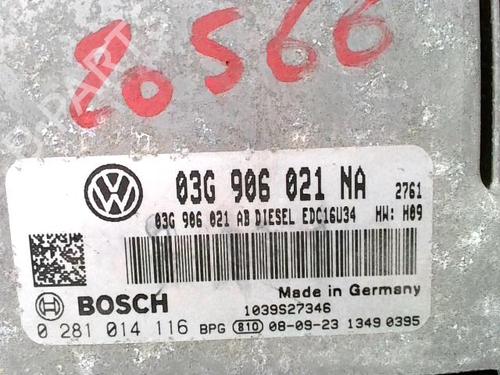 Eos66
03G 906 021 NA 2761
03G 906 021 AB DIESEL EDC16U34 HW: H09
BOSCH
Made in Germany
1039S27346
0 281 014 116 BPG 810 08-09-23 1349 0395